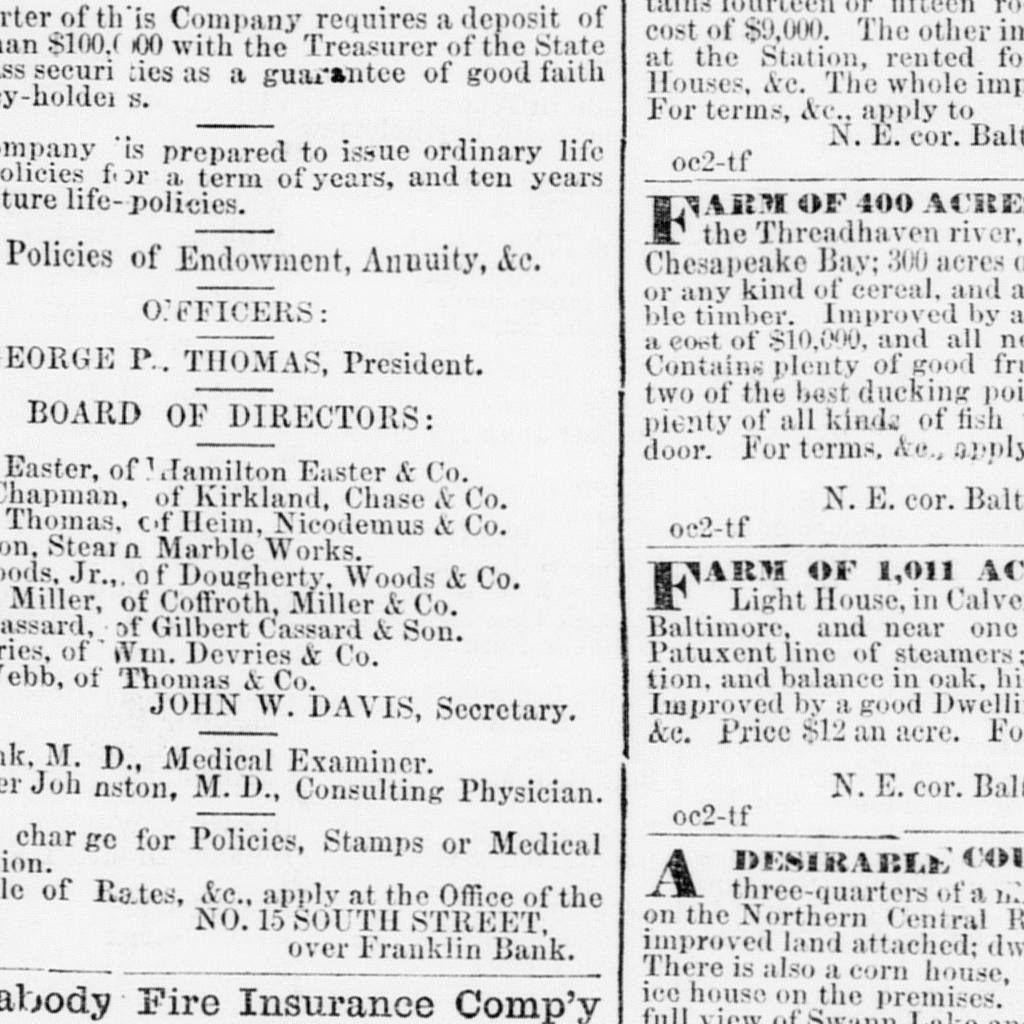 rter of this Company requires a deposit of
an $100,000 with the Treasurer of the State
ss securities as a guarantee of good faith
y-holders.
ompany is prepared to issue ordinary life
olicies for a term of years, and ten years
ture life-policies.
Policies of Endowment, Annuity, &c.
OFFICERS:
EORGE P. THOMAS, President.
BOARD OF DIRECTORS:
Easter, of Hamilton Easter & Co.
Chapman, of Kirkland, Chase & Co.
Thomas, of Heim, Nicodemus & Co.
on, Stearn Marble Works.
oods, Jr., of Dougherty, Woods & Co.
Miller, of Coffroth, Miller & Co.
assard, of Gilbert Cassard & Son.
ries, of Wm. Devries & Co.
ebb, of Thomas & Co.
JOHN W. DAVIS, Secretary.
nk, M. D., Medical Examiner.
er Johnston, M. D., Consulting Physician.
charge for Policies, Stamps or Medical
ion.
le of Rates, &c., apply at the Office of the
NO. 15 SOUTH STREET,
over Franklin Bank.
abody Fire Insurance Comp'y
tains fourteen or fifteen ro
cost of $9,000. The other im
at the Station, rented fo
Houses, &c. The whole imp
For terms, &c., apply to
N. E. cor. Balt
oc2-tf
FARM OF 400 ACRE
the Threadhaven river,
Chesapeake Bay; 300 acres o
or any kind of cereal, and a
ble timber. Improved by a
a cost of $10,000, and all ne
Contains plenty of good fru
two of the best ducking poi
plenty of all kinds of fish
door. For terms, &c., apply
N. E. cor. Balt
oc2-tf
FARM OF 1,011 AC
Light House, in Calve
Baltimore, and near one
Patuxent line of steamers;
tion, and balance in oak, hi
Improved by a good Dwelli
&c. Price $12 an acre. Fo
N. E. cor. Balt
oc2-tf
A DESIRABLE COU
three-quarters of a mi
on the Northern Central R
improved land attached; dw
There is also a corn house,
ice house on the premises.
full view of Swann Lake